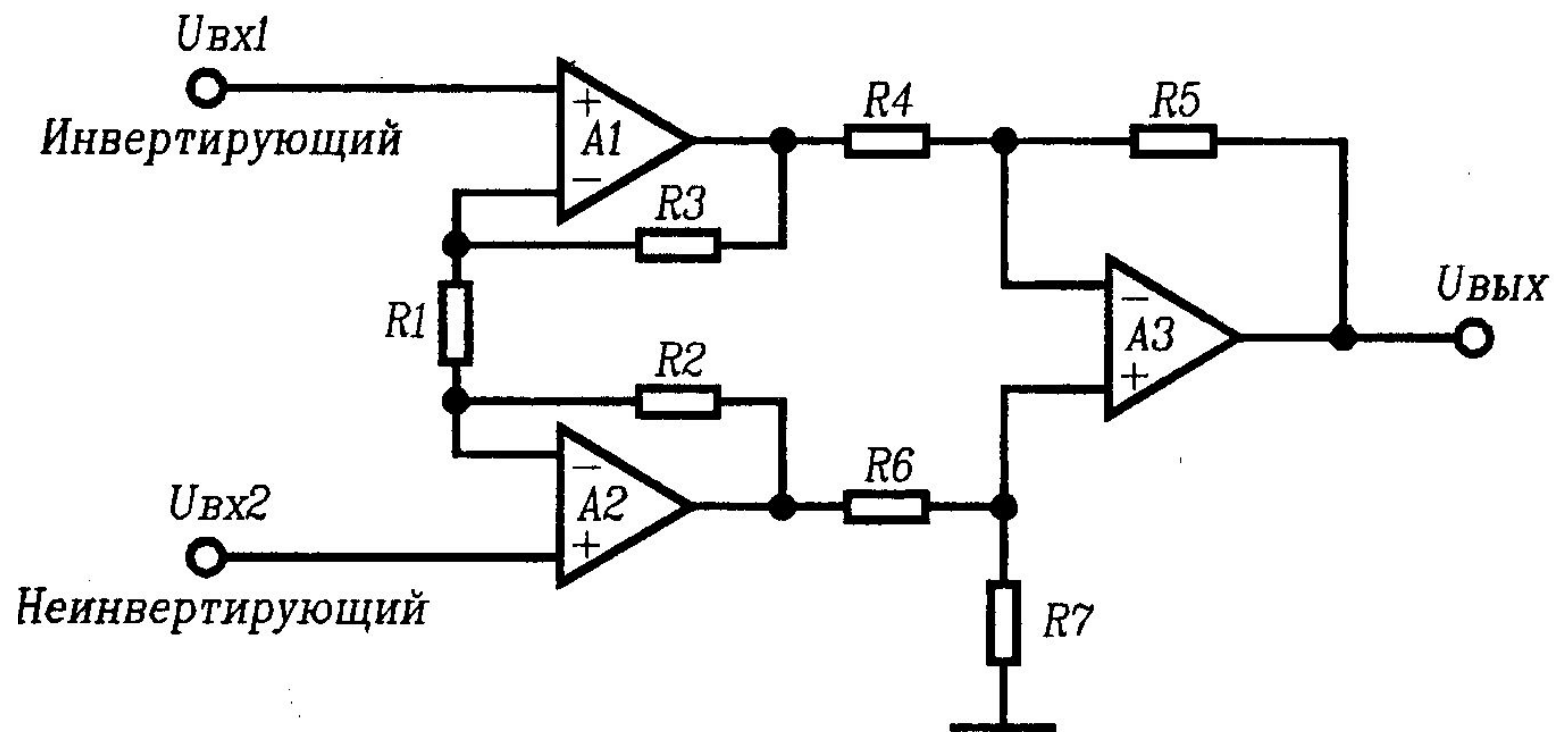 Uвх1
Инвертирующий
+
A1
−
R4
R5
R3
R1
R2
−
A3
+
Uвых
Uвх2
Неинвертирующий
−
A2
+
R6
R7